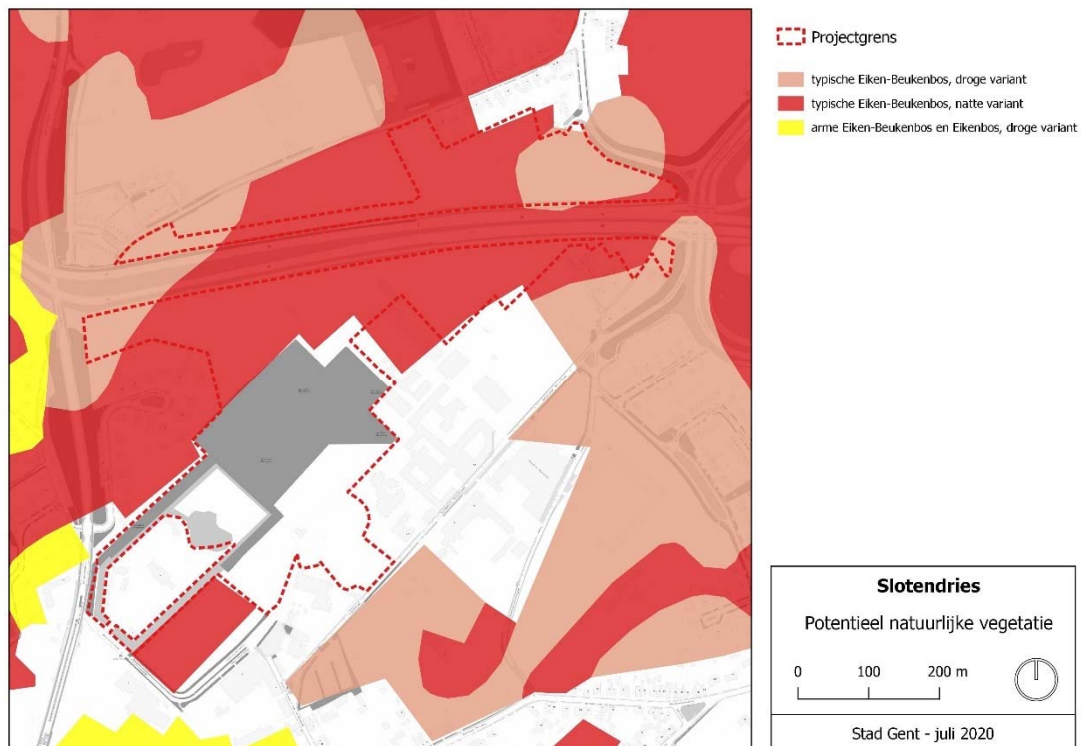 Projectgrens
typische Eiken-Beukenbos, droge variant
typische Eiken-Beukenbos, natte variant
arme Eiken-Beukenbos en Eikenbos, droge variant
Slotendries
Potentieel natuurlijke vegetatie
0 100 200 m
Stad Gent - juli 2020